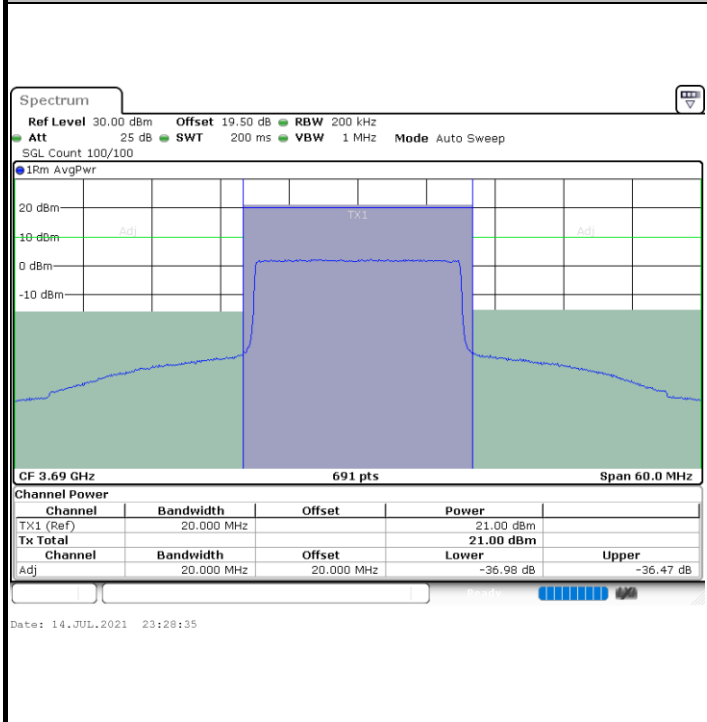 Spectrum
Ref Level 30.00 dBm Offset 19.50 dB RBW 200 kHz
Att 25 dB SWT 200 ms VBW 1 MHz Mode Auto Sweep
SGL Count 100/100
1Rm AvgPwr
20 dBm
TX1
Adj Adj
10 dBm
0 dBm
-10 dBm
CF 3.69 GHz 691 pts Span 60.0 MHz
Channel Power
Channel Bandwidth Offset Power
TX1 (Ref) 20.000 MHz 21.00 dBm
Tx Total 21.00 dBm
Channel Bandwidth Offset Lower Upper
Adj 20.000 MHz 20.000 MHz -36.98 dB -36.47 dB
Ready
Date: 14.JUL.2021 23:28:35